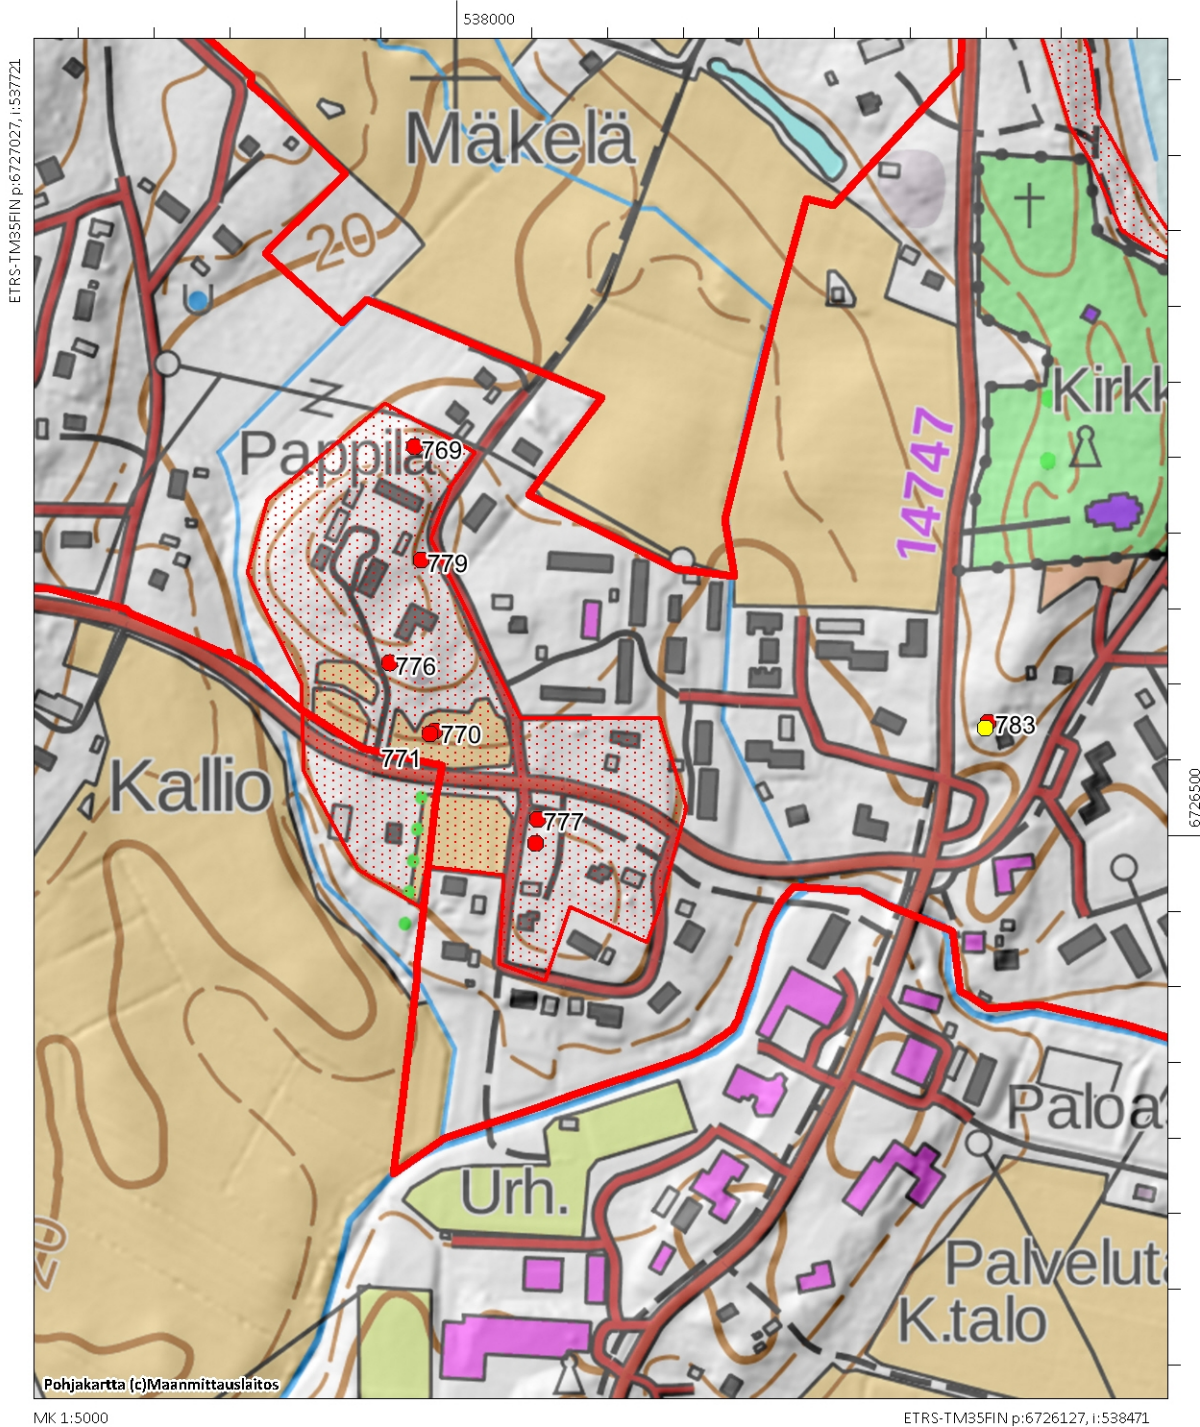 538000
ETRS-TM35FIN p:6727027, i:537721
Mäkelä
20
Kirkk
14747
Pappila
769
779
776
770
771
783
777
Kallio
6726500
Paloa
Urh.
20
Palveluta
K.talo
Pohjakartta (c)Maanmittauslaitos
MK 1:5000
ETRS-TM35FIN p:6726127, i:538471